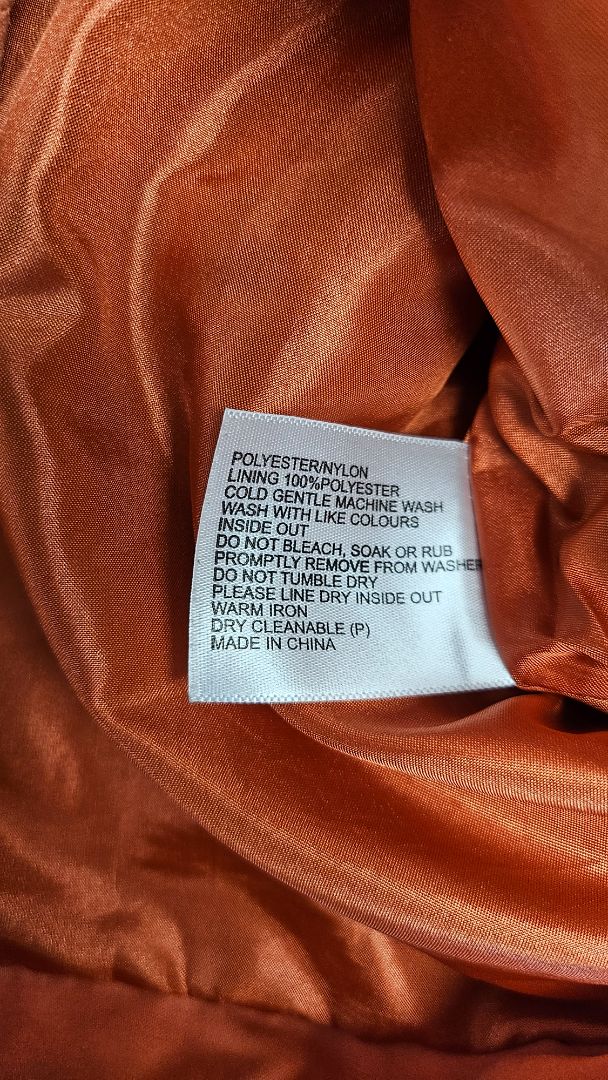 POLYESTER/NYLON
LINING 100%POLYESTER
COLD GENTLE MACHINE WASH
WASH WITH LIKE COLOURS
INSIDE OUT
DO NOT BLEACH, SOAK OR RUB
PROMPTLY REMOVE FROM WASHER
DO NOT TUMBLE DRY
PLEASE LINE DRY INSIDE OUT
WARM IRON
DRY CLEANABLE (P)
MADE IN CHINA